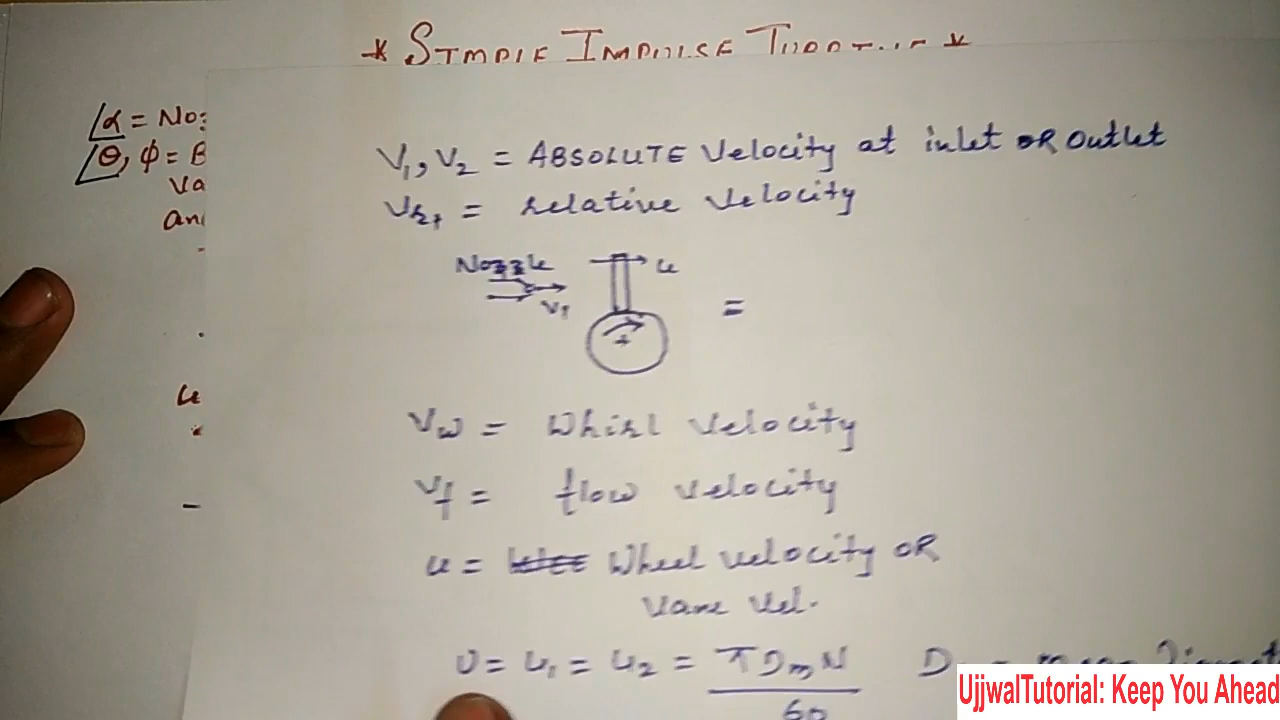 * SIMPLE IMPULSE TURBINE *
∠α = No
∠θ, φ = B
Va
an
u
V₁, V₂ = ABSOLUTE Velocity at inlet OR Outlet
Vr₁ = relative velocity
Nozzle
V₁
u
=
Vw = Whirl velocity
Vf = flow velocity
u = Wheel velocity OR
Vane Vel.
U = u₁ = u₂ = πDmN / 60
D
UjjwalTutorial: Keep You Ahead